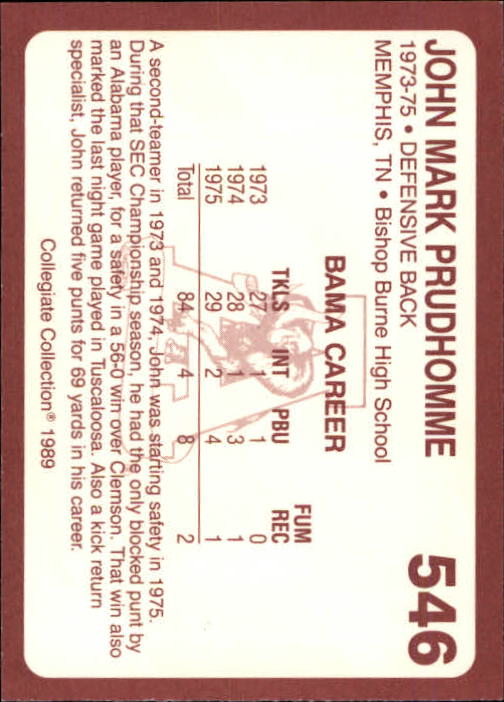 JOHN MARK PRUDHOMME 546
1973-75 • DEFENSIVE BACK
MEMPHIS, TN • Bishop Burne High School
BAMA CAREER
TKLS INT PBU FUM REC
1973 27 1 1 0
1974 28 1 3 1
1975 29 2 4 1
Total 84 4 8 2
A second-teamer in 1973 and 1974, John was starting safety in 1975.
During that SEC Championship season, he had the only blocked punt by
an Alabama player, for a safety in a 56-0 win over Clemson. That win also
marked the last night game played in Tuscaloosa. Also a kick return
specialist, John returned five punts for 69 yards in his career.
Collegiate Collection® 1989